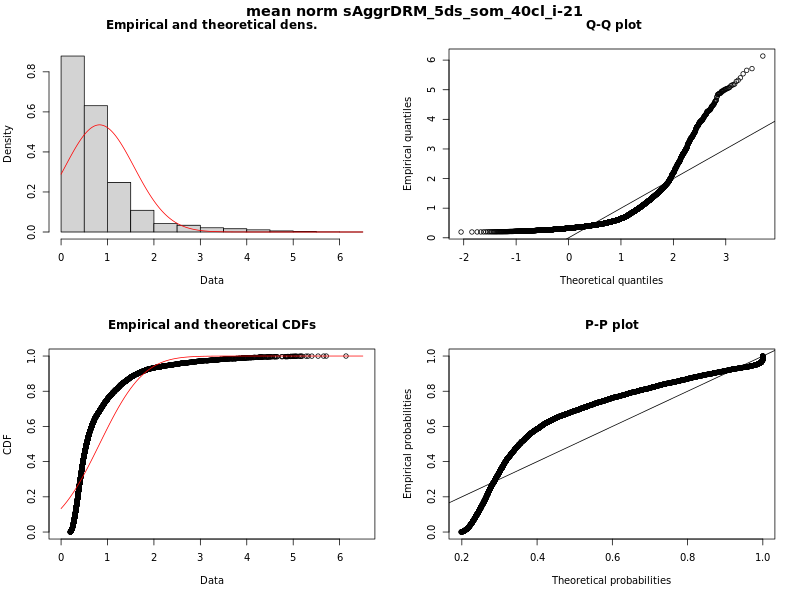 mean norm sAggrDRM_5ds_som_40cl_i-21
Empirical and theoretical dens.
Density
0.0 0.2 0.4 0.6 0.8
0 1 2 3 4 5 6
Data
Q-Q plot
Empirical quantiles
0 1 2 3 4 5 6
-2 -1 0 1 2 3
Theoretical quantiles
Empirical and theoretical CDFs
CDF
0.0 0.2 0.4 0.6 0.8 1.0
0 1 2 3 4 5 6
Data
P-P plot
Empirical probabilities
0.0 0.2 0.4 0.6 0.8 1.0
0.2 0.4 0.6 0.8 1.0
Theoretical probabilities